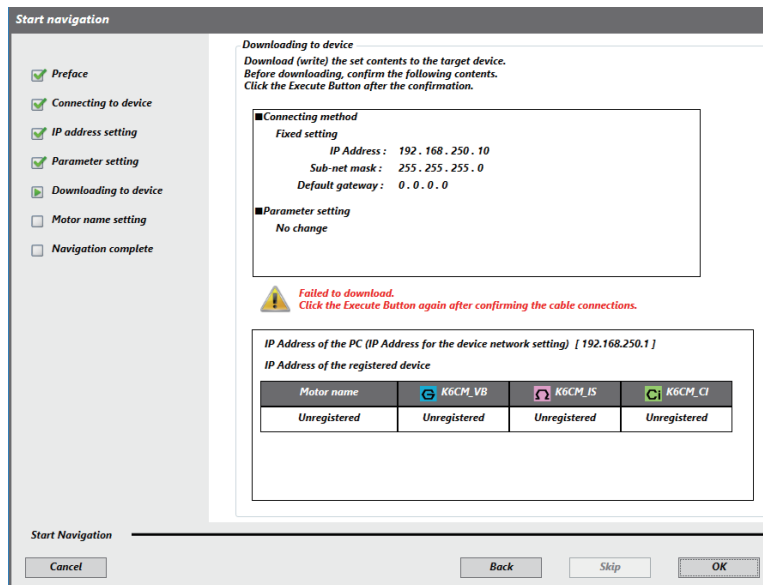 Start navigation
Preface
Connecting to device
IP address setting
Parameter setting
Downloading to device
Motor name setting
Navigation complete
Downloading to device
Download (write) the set contents to the target device.
Before downloading, confirm the following contents.
Click the Execute Button after the confirmation.
■Connecting method
Fixed setting
IP Address : 192 . 168 . 250 . 10
Sub-net mask : 255 . 255 . 255 . 0
Default gateway : 0 . 0 . 0 . 0
■Parameter setting
No change
Failed to download.
Click the Execute Button again after confirming the cable connections.
IP Address of the PC (IP Address for the device network setting) [ 192.168.250.1 ]
IP Address of the registered device
Motor name K6CM_VB K6CM_IS Ci K6CM_CI
Unregistered Unregistered Unregistered Unregistered
Start Navigation
Cancel Back Skip OK